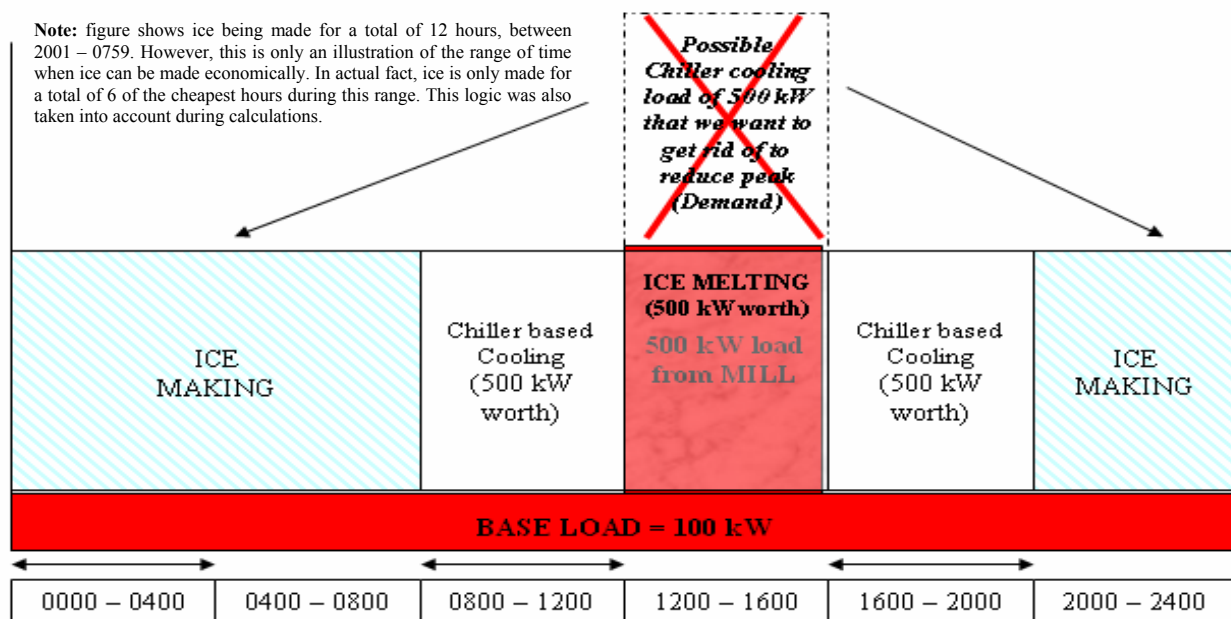 Note: figure shows ice being made for a total of 12 hours, between
2001 – 0759. However, this is only an illustration of the range of time
when ice can be made economically. In actual fact, ice is only made for
a total of 6 of the cheapest hours during this range. This logic was also
taken into account during calculations.
Possible
Chiller cooling
load of 500 kW
that we want to
get rid of to
reduce peak
(Demand)
ICE
MAKING
Chiller based
Cooling
(500 kW
worth)
ICE MELTING
(500 kW worth)
500 kW load
from MILL
Chiller based
Cooling
(500 kW
worth)
ICE
MAKING
BASE LOAD = 100 kW
0000 – 0400
0400 – 0800
0800 – 1200
1200 – 1600
1600 – 2000
2000 – 2400